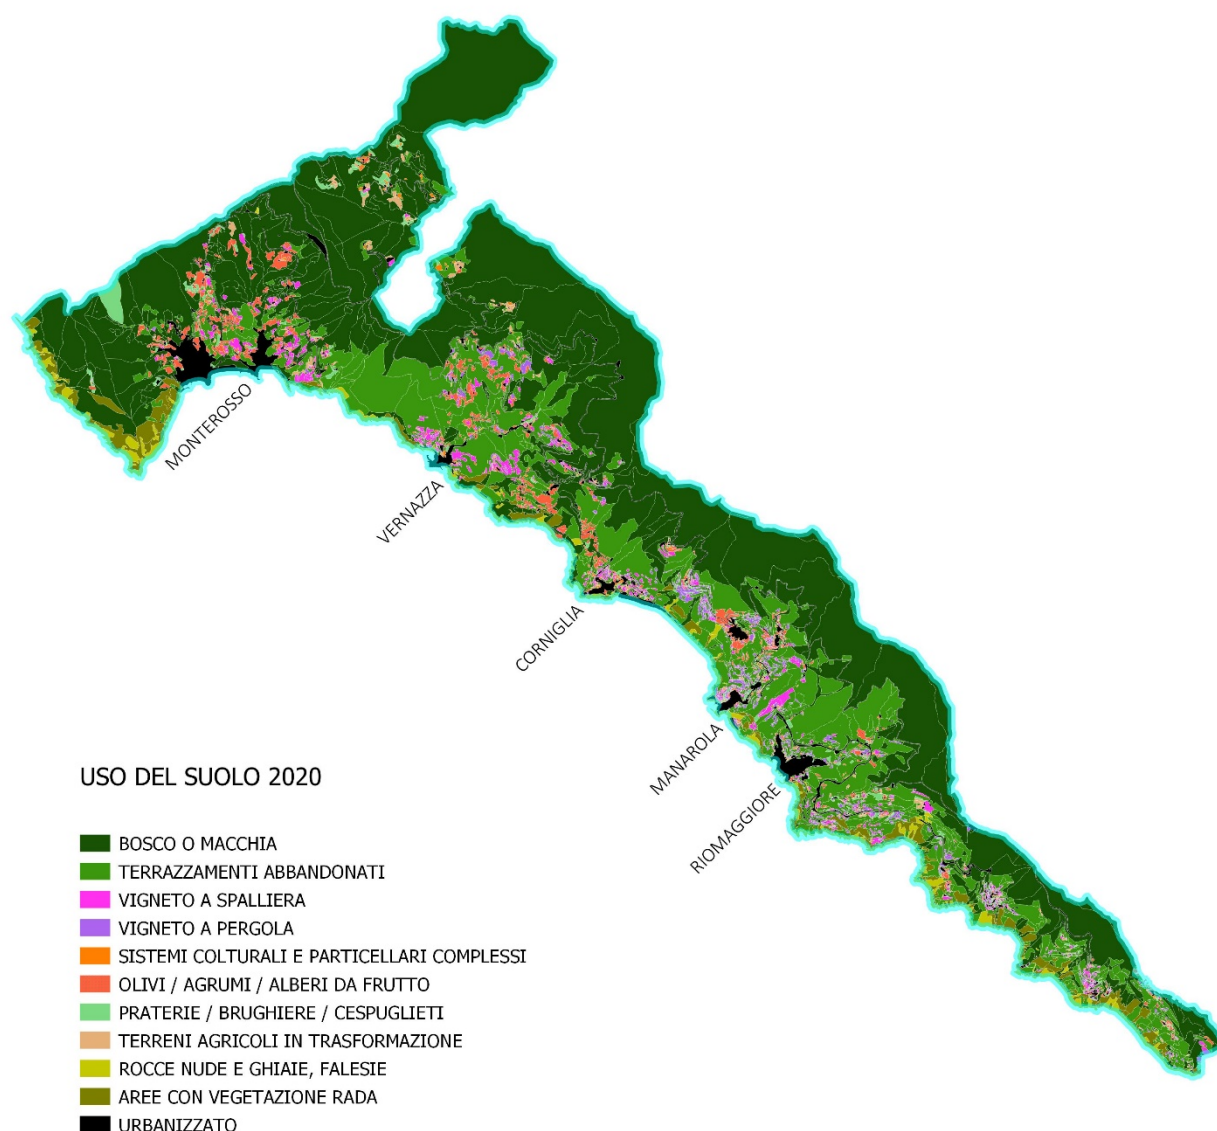 MONTEROSSO
VERNAZZA
CORNIGLIA
MANAROLA
RIOMAGGIORE
USO DEL SUOLO 2020
BOSCO O MACCHIA
TERRAZZAMENTI ABBANDONATI
VIGNETO A SPALLIERA
VIGNETO A PERGOLA
SISTEMI COLTURALI E PARTICELLARI COMPLESSI
OLIVI / AGRUMI / ALBERI DA FRUTTO
PRATERIE / BRUGHIERE / CESPUGLIETI
TERRENI AGRICOLI IN TRASFORMAZIONE
ROCCE NUDE E GHIAIE, FALESIE
AREE CON VEGETAZIONE RADA
URBANIZZATO